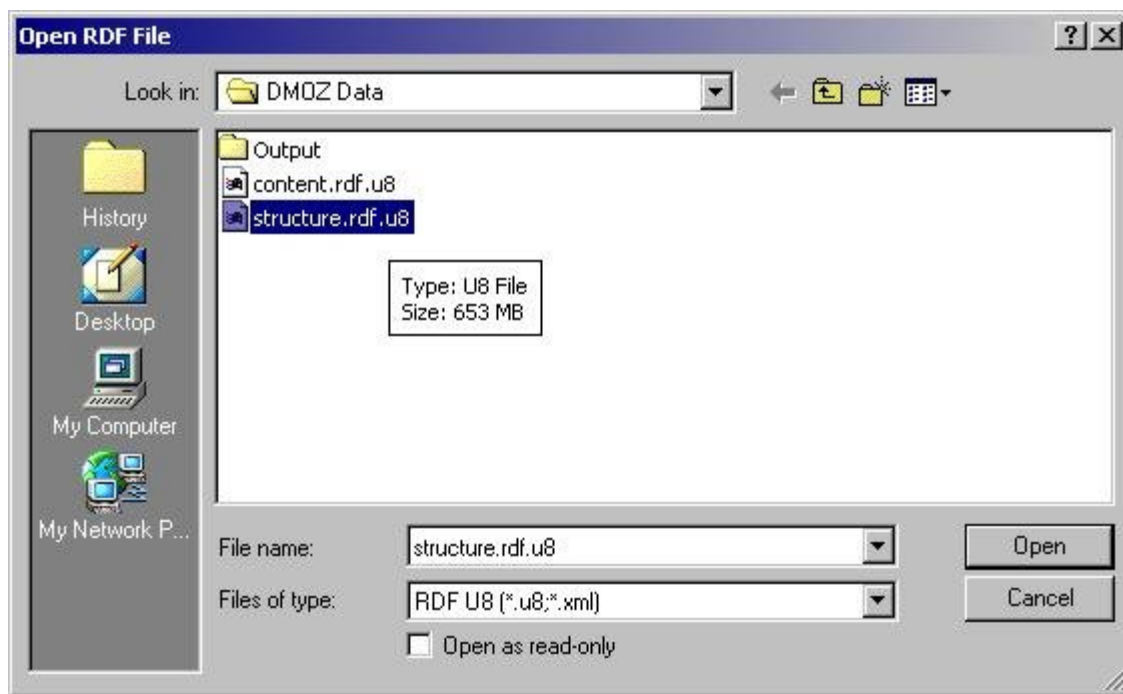 Open RDF File
Look in: DMOZ Data
Output
content.rdf.u8
structure.rdf.u8
Type: U8 File
Size: 653 MB
History
Desktop
My Computer
My Network P...
File name: structure.rdf.u8 Open
Files of type: RDF U8 (*.u8;*.xml) Cancel
Open as read-only